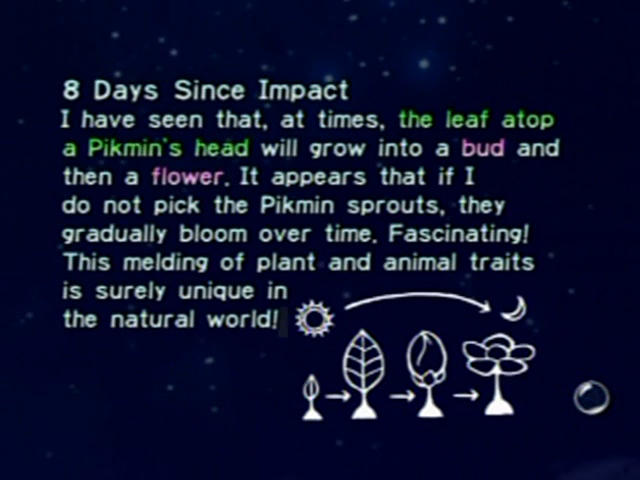 8 Days Since Impact
I have seen that, at times, the leaf atop
a Pikmin's head will grow into a bud and
then a flower. It appears that if I
do not pick the Pikmin sprouts, they
gradually bloom over time. Fascinating!
This melding of plant and animal traits
is surely unique in
the natural world!